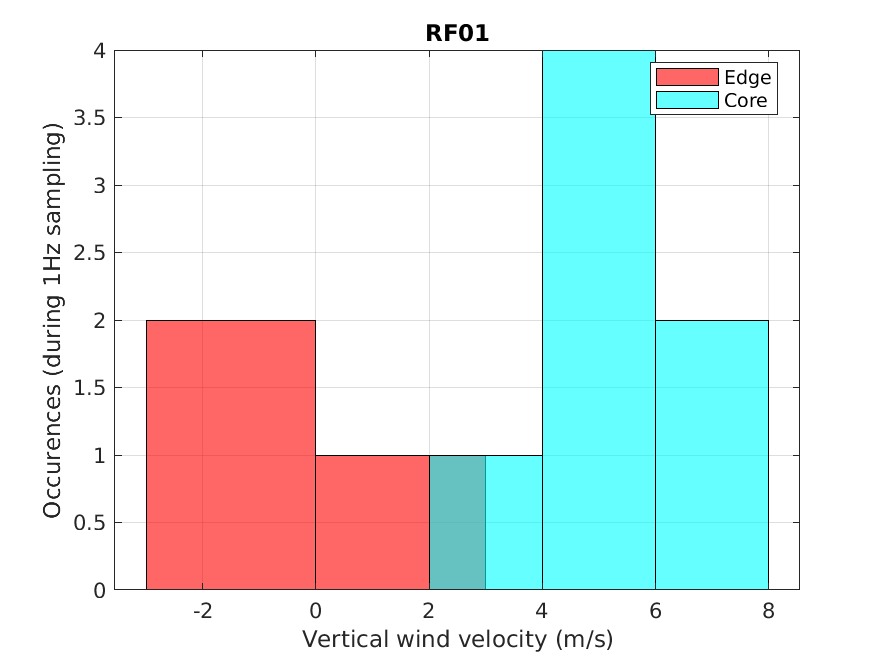 RF01
Edge
Core
Occurences (during 1Hz sampling)
4
3.5
3
2.5
2
1.5
1
0.5
0
-2 0 2 4 6 8
Vertical wind velocity (m/s)